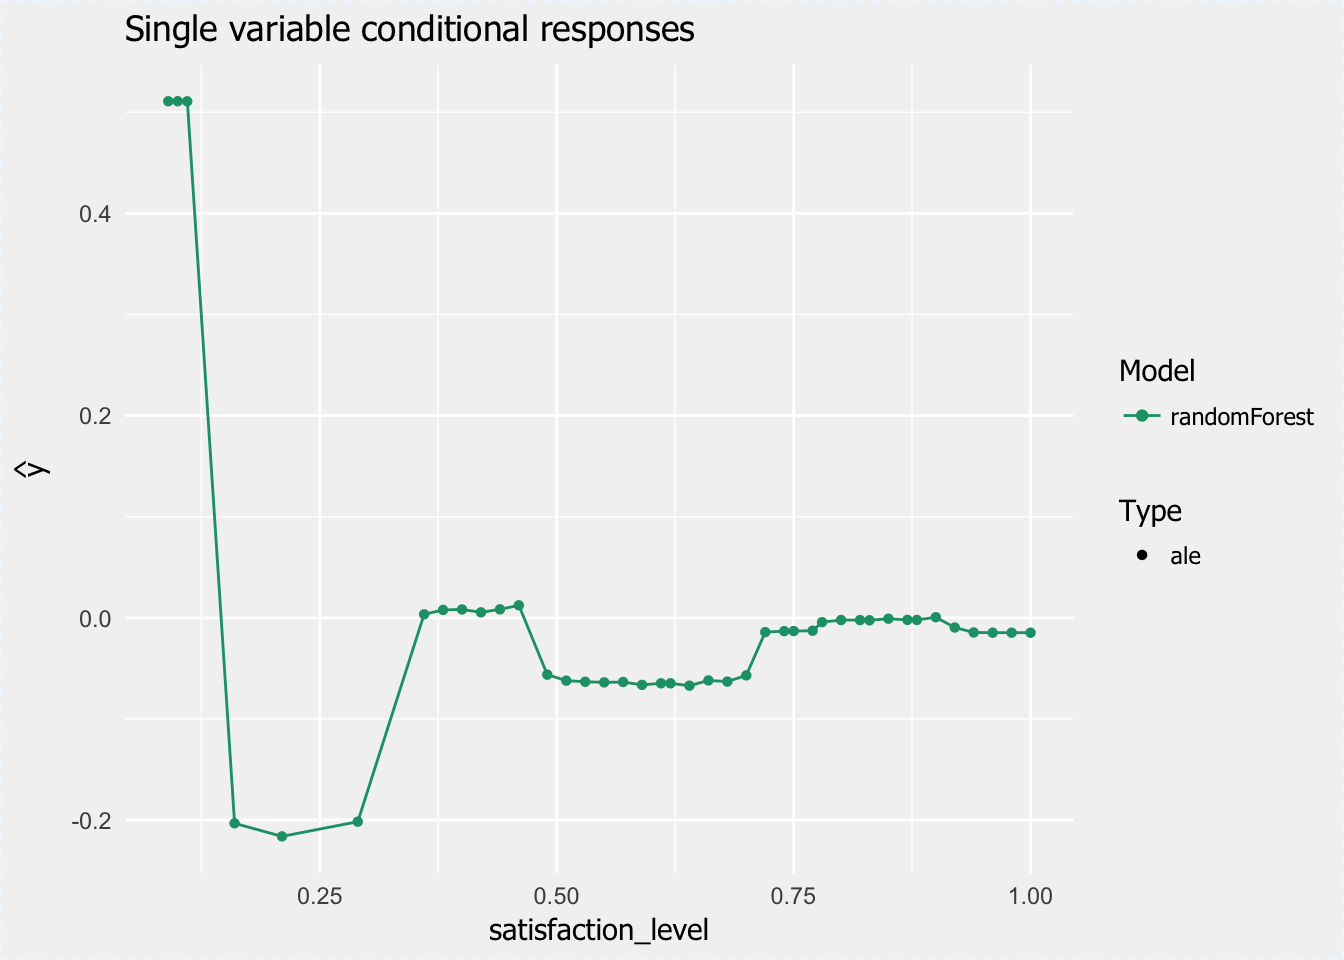 Single variable conditional responses
0.4
0.2
0.0
-0.2
ŷ
0.25 0.50 0.75 1.00
satisfaction_level
Model
randomForest
Type
ale